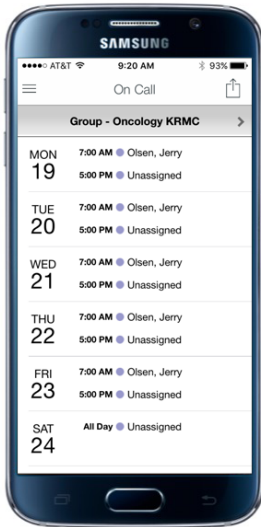 SAMSUNG
AT&T 9:20 AM 93%
On Call
Group - Oncology KRMC
MON 7:00 AM Olsen, Jerry
19 5:00 PM Unassigned
TUE 7:00 AM Olsen, Jerry
20 5:00 PM Unassigned
WED 7:00 AM Olsen, Jerry
21 5:00 PM Unassigned
THU 7:00 AM Olsen, Jerry
22 5:00 PM Unassigned
FRI 7:00 AM Olsen, Jerry
23 5:00 PM Unassigned
SAT All Day Unassigned
24